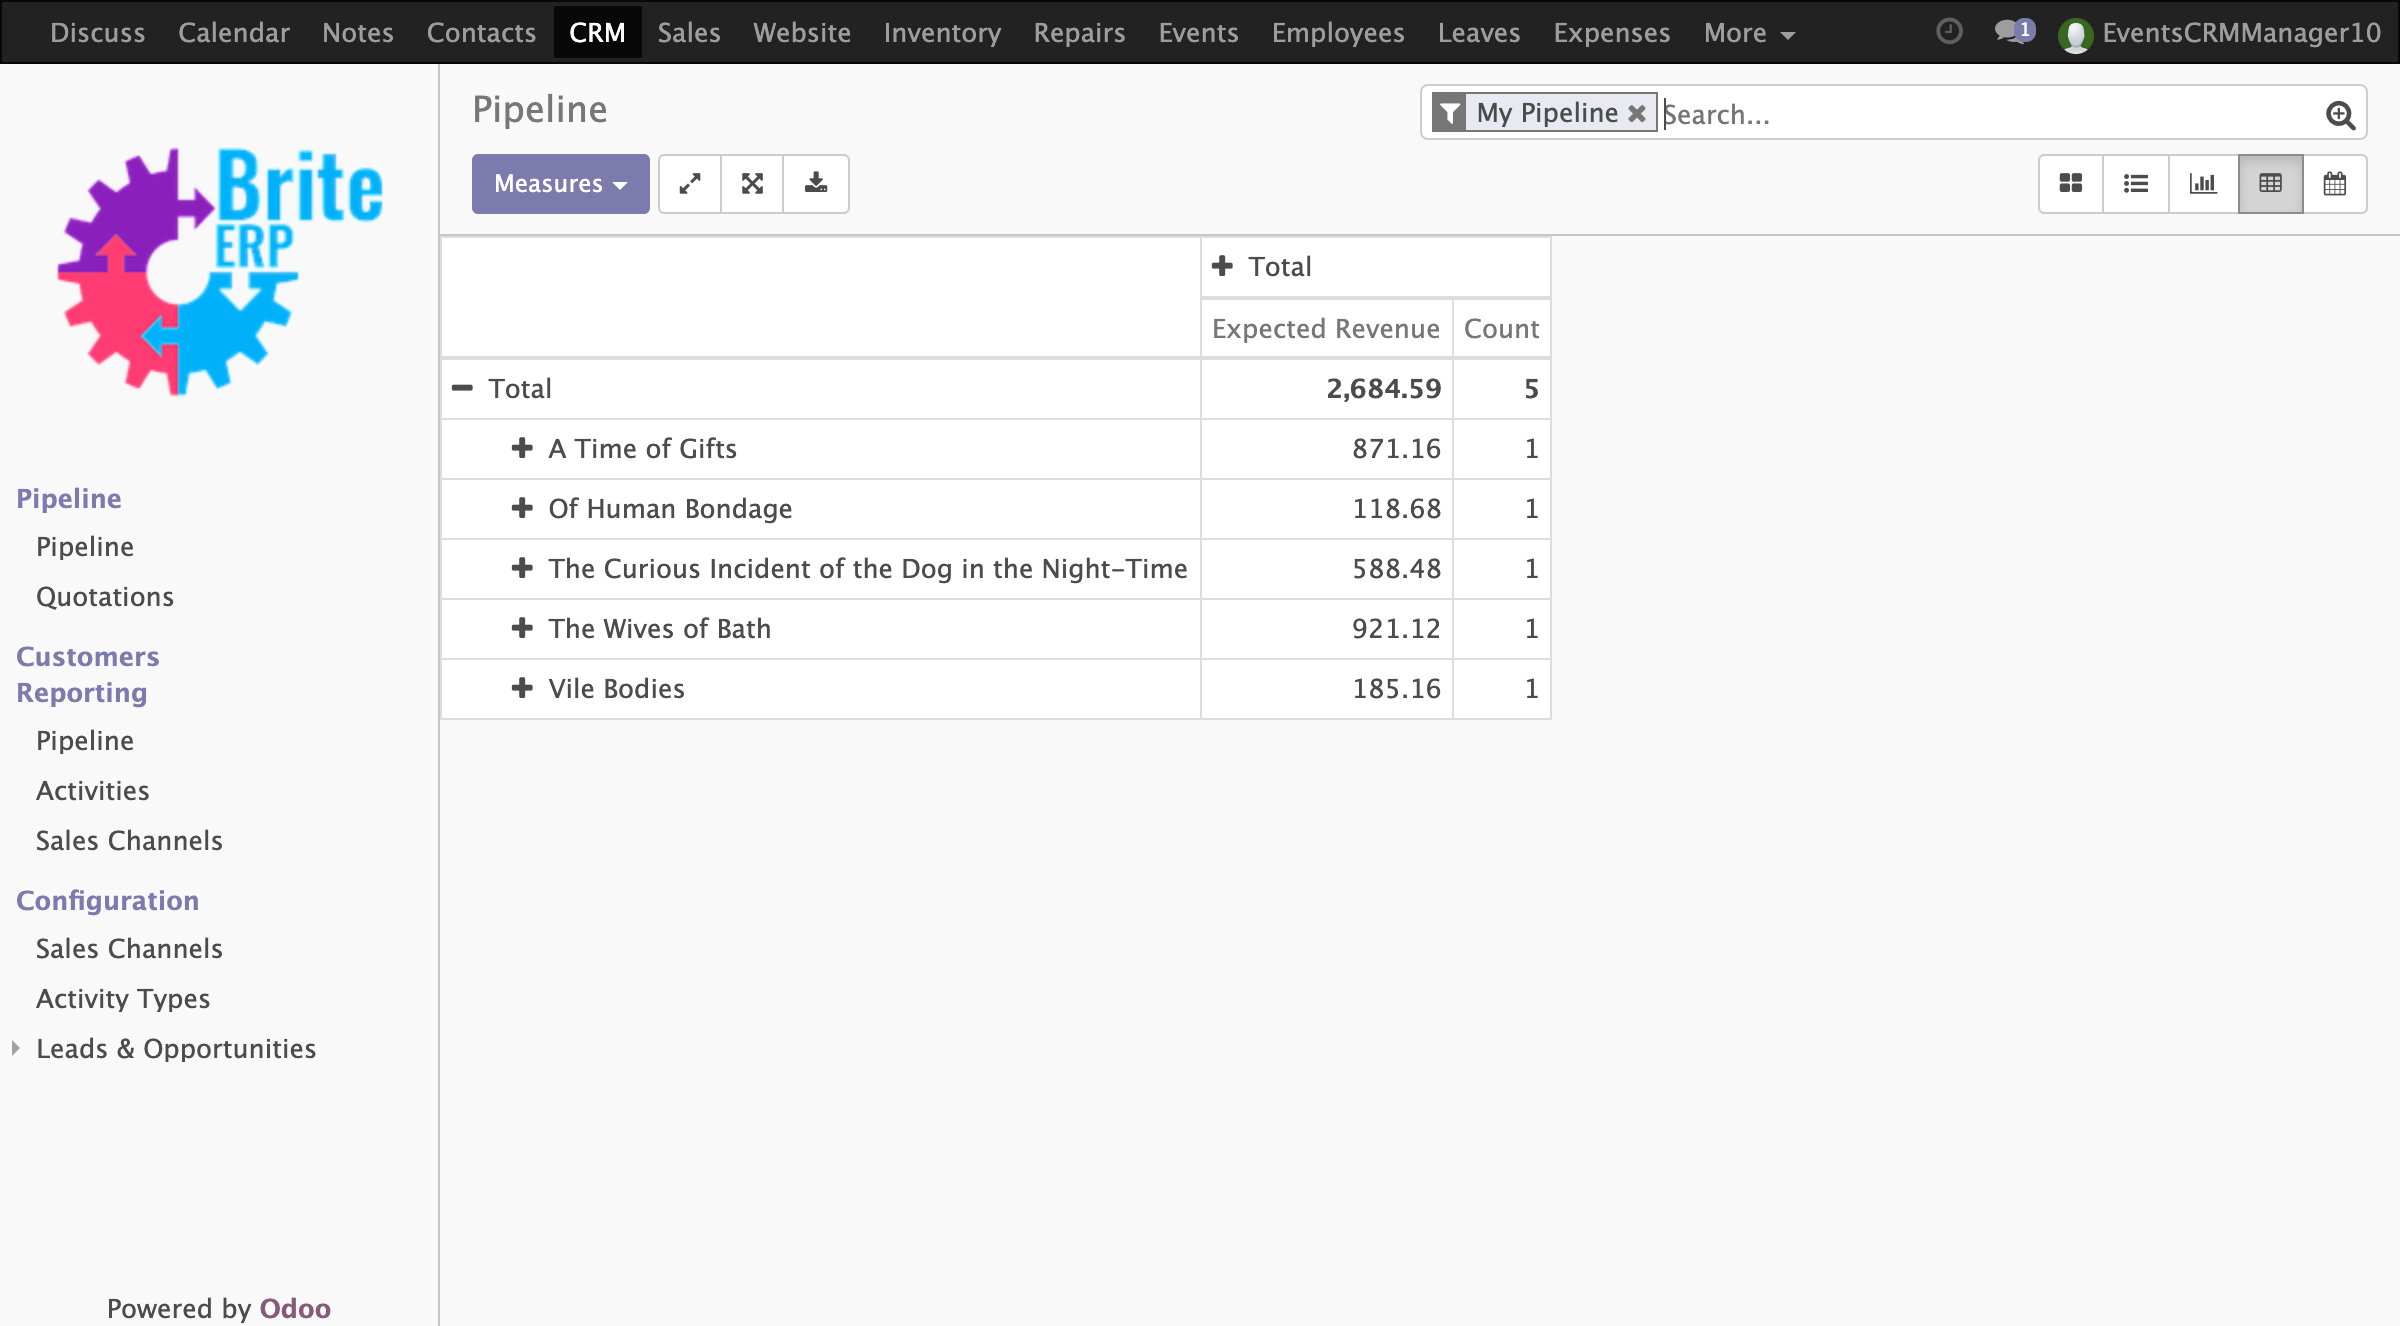 Discuss Calendar Notes Contacts CRM Sales Website Inventory Repairs Events Employees Leaves Expenses More 1 EventsCRMManager10
Brite
ERP
Pipeline
Pipeline
Quotations
Customers
Reporting
Pipeline
Activities
Sales Channels
Configuration
Sales Channels
Activity Types
Leads & Opportunities
Powered by Odoo
Pipeline
My Pipeline Search...
Measures
Total
Expected Revenue Count
Total 2,684.59 5
A Time of Gifts 871.16 1
Of Human Bondage 118.68 1
The Curious Incident of the Dog in the Night-Time 588.48 1
The Wives of Bath 921.12 1
Vile Bodies 185.16 1